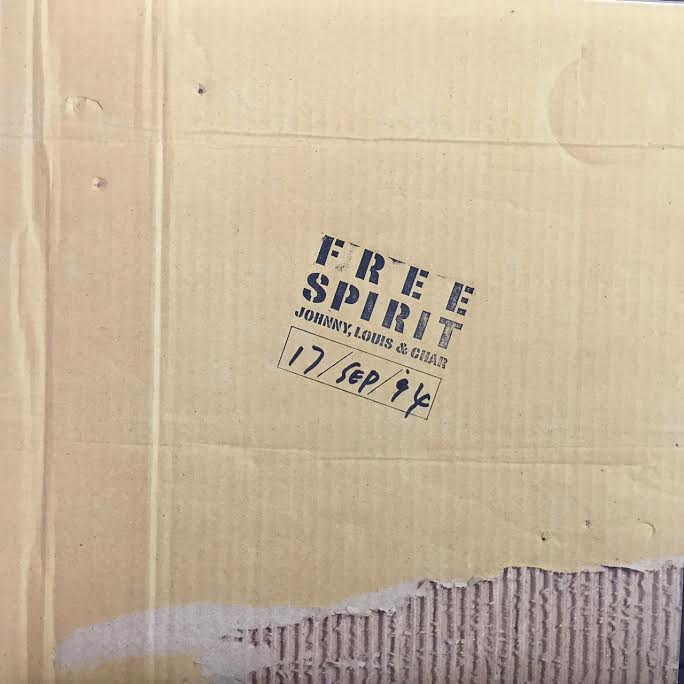 FREE
SPIRIT
JOHNNY, LOUIS & CHAR
17/SEP/'94